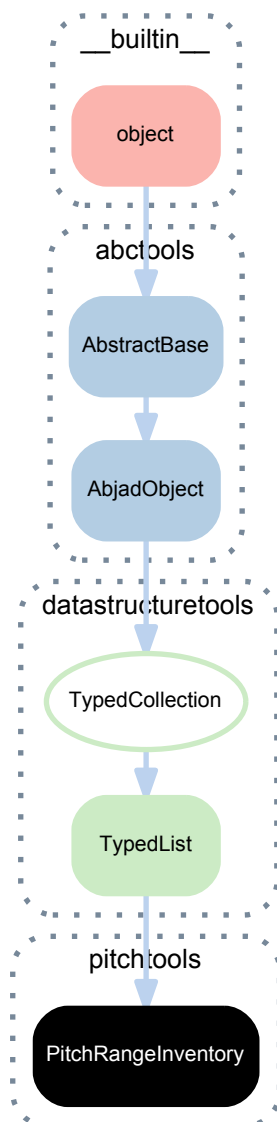 __builtin__
object
abctools
AbstractBase
AbjadObject
datastructuretools
TypedCollection
TypedList
pitchtools
PitchRangeInventory